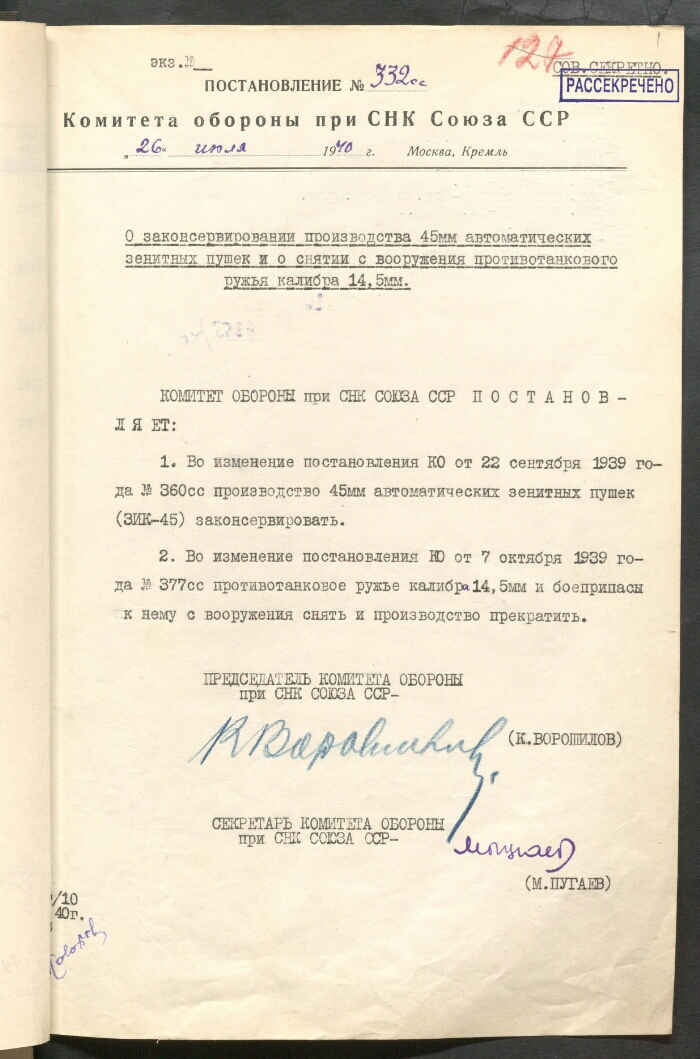 экз.№
127
СОВ.СЕКРЕТНО.
РАССЕКРЕЧЕНО
ПОСТАНОВЛЕНИЕ № 332сс
Комитета обороны при СНК Союза ССР
„26“ июля 1940 г. Москва, Кремль
О законсервировании производства 45мм автоматических
зенитных пушек и о снятии с вооружения противотанкового
ружья калибра 14,5мм.
КОМИТЕТ ОБОРОНЫ при СНК СОЮЗА ССР П О С Т А Н О В -
Л Я ЕТ:
1. Во изменение постановления КО от 22 сентября 1939 го-
да № 360сс производство 45мм автоматических зенитных пушек
(ЗИК-45) законсервировать.
2. Во изменение постановления КО от 7 октября 1939 го-
да № 377сс противотанковое ружье калибра 14,5мм и боеприпасы
к нему с вооружения снять и производство прекратить.
ПРЕДСЕДАТЕЛЬ КОМИТЕТА ОБОРОНЫ
при СНК СОЮЗА ССР-
КВорошилов
(К.ВОРОШИЛОВ)
СЕКРЕТАРЬ КОМИТЕТА ОБОРОНЫ
при СНК СОЮЗА ССР-
МПугаев
(М.ПУГАЕВ)
/10
40г.